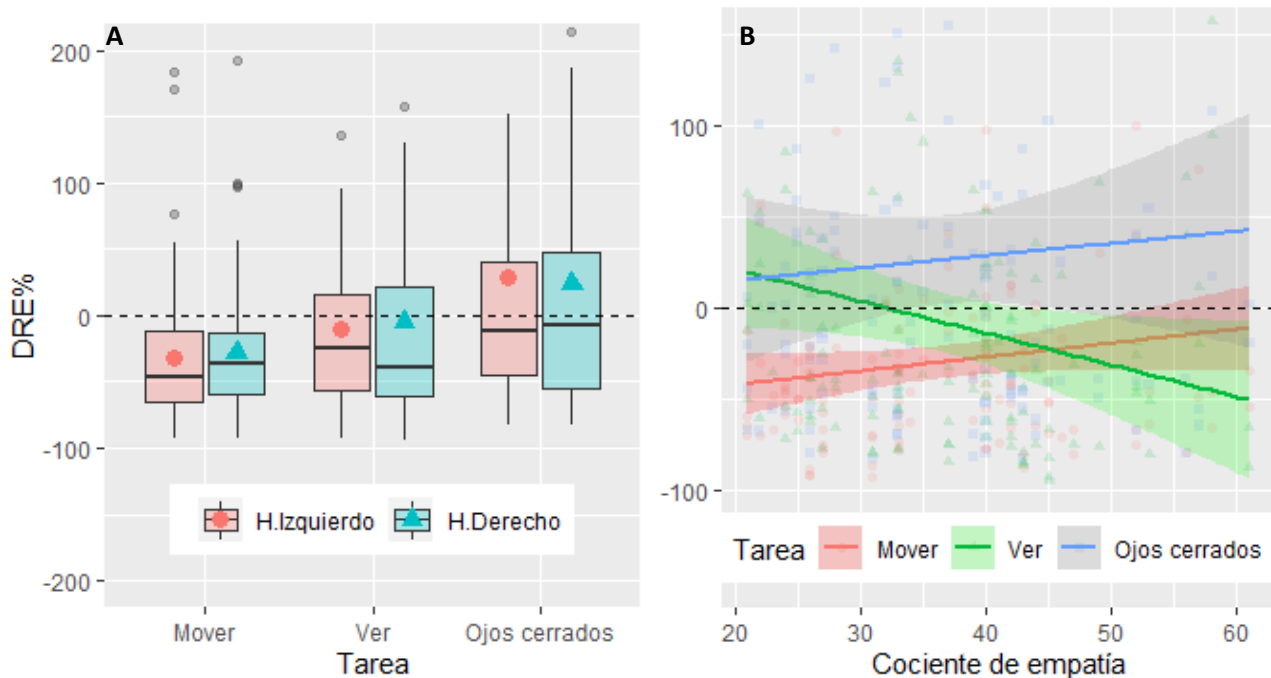 A
200
100
0
-100
-200
DRE%
H.Izquierdo
H.Derecho
Mover
Ver
Ojos cerrados
Tarea
B
100
0
-100
Tarea
Mover
Ver
Ojos cerrados
20
30
40
50
60
Cociente de empatía